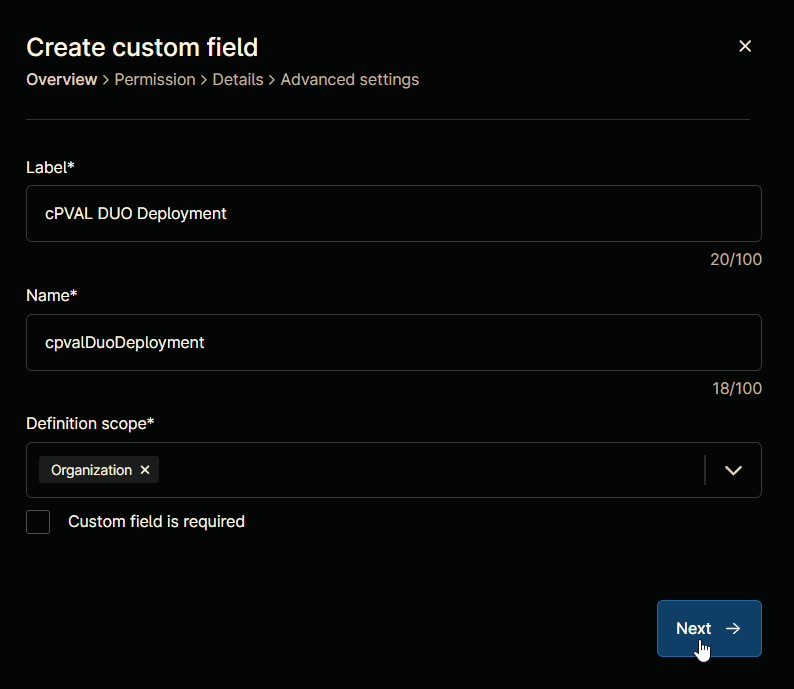 Create custom field
Overview > Permission > Details > Advanced settings
Label*
cPVAL DUO Deployment
20/100
Name*
cpvalDuoDeployment
18/100
Definition scope*
Organization
Custom field is required
Next